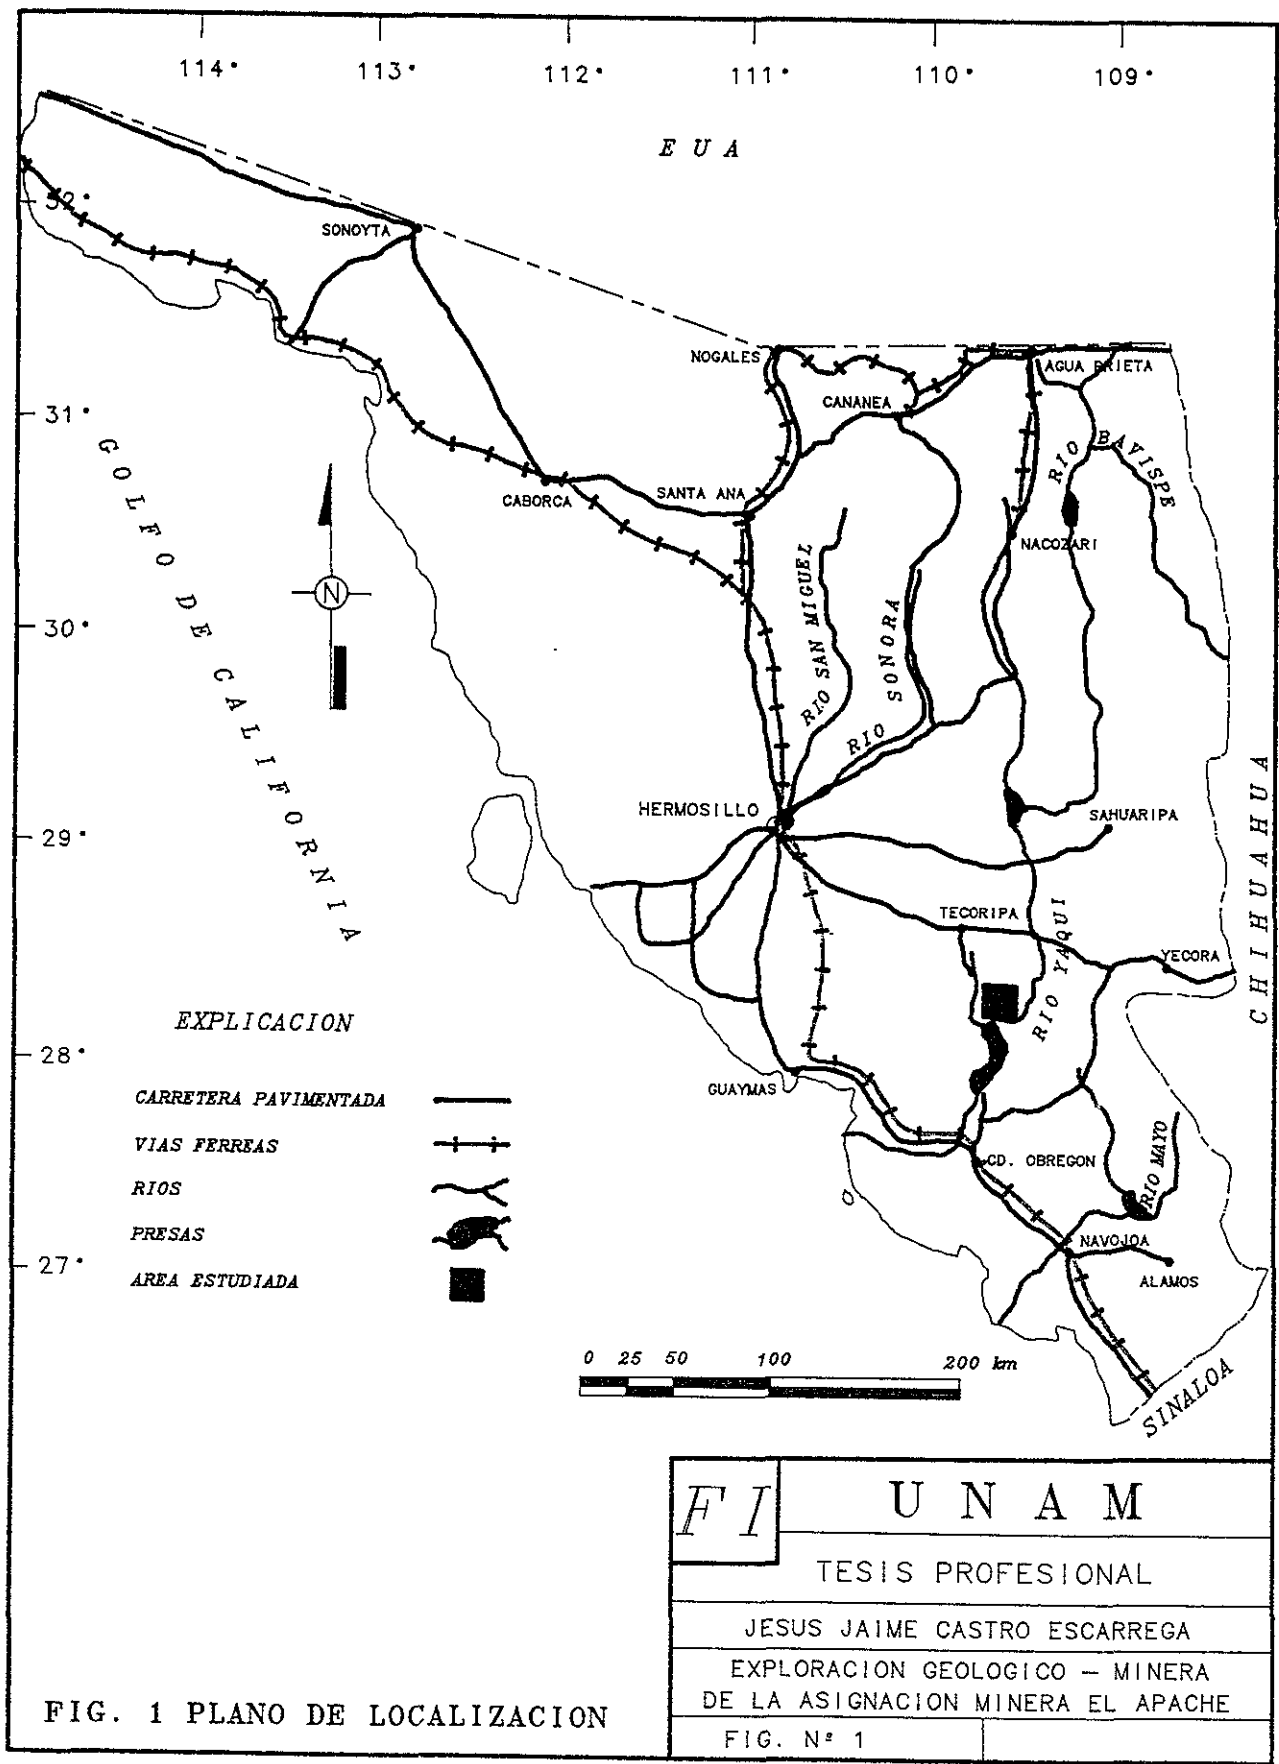 114° 113° 112° 111° 110° 109°
E U A
32°
SONOYTA
NOGALES
AGUA PRIETA
CANANEA
31°
GOLFO DE CALIFORNIA
RIO BAVISPE
CABORCA
SANTA ANA
NACOZARI
N
30°
RIO SAN MIGUEL
RIO SONORA
HERMOSILLO
29°
SAHUARIPA
CHIHUAHUA
TECORIPA
RIO YAQUI
YECORA
EXPLICACION
28°
GUAYMAS
CARRETERA PAVIMENTADA
VIAS FERREAS
RIOS
PRESAS
AREA ESTUDIADA
CD. OBREGON
RIO MAYO
NAVOJOA
27°
ALAMOS
0 25 50 100 200 km
SINALOA
FI
U N A M
TESIS PROFESIONAL
JESUS JAIME CASTRO ESCARREGA
EXPLORACION GEOLOGICO – MINERA
DE LA ASIGNACION MINERA EL APACHE
FIG. Nº 1
FIG. 1 PLANO DE LOCALIZACION